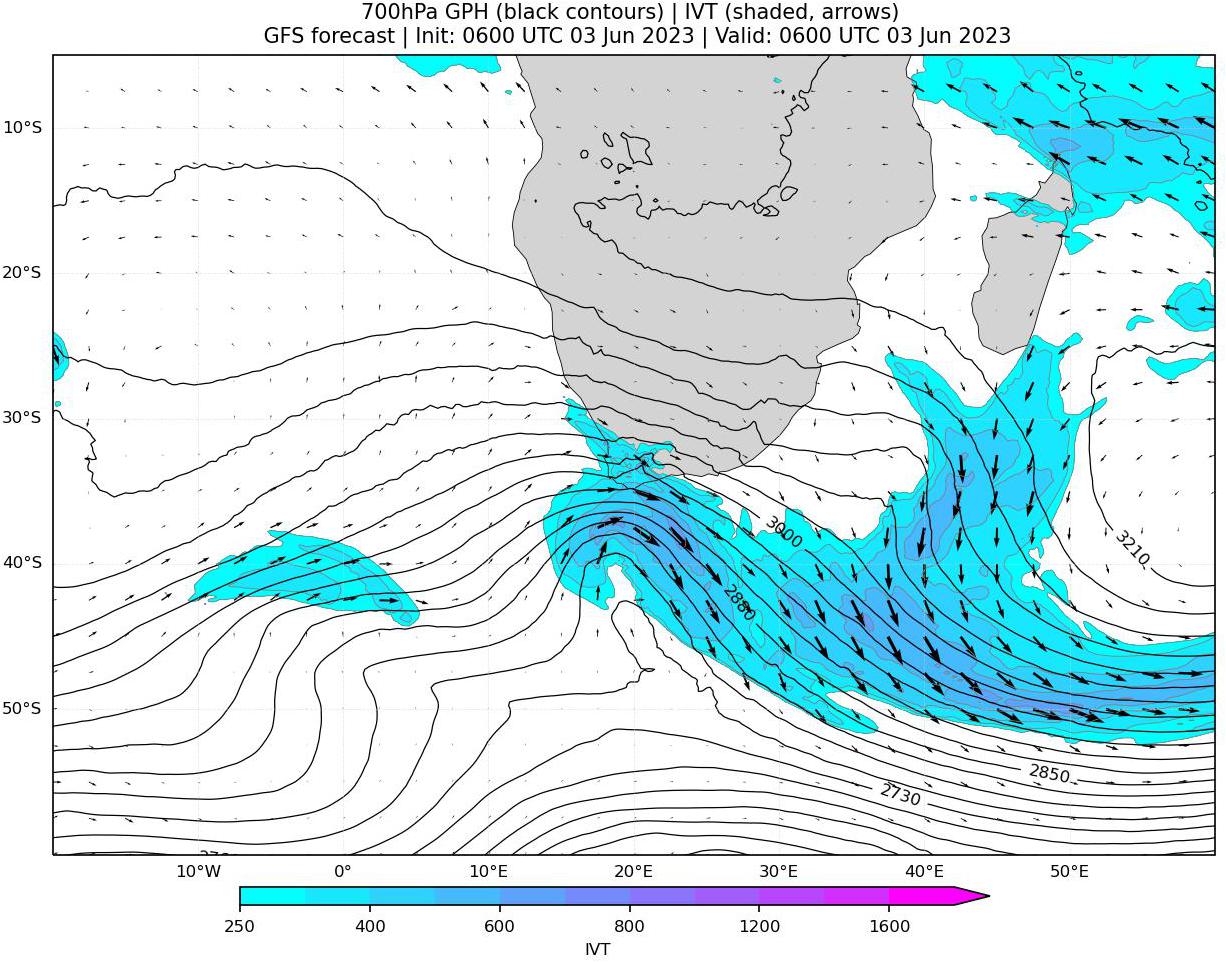 700hPa GPH (black contours) | IVT (shaded, arrows)
GFS forecast | Init: 0600 UTC 03 Jun 2023 | Valid: 0600 UTC 03 Jun 2023
10°S
20°S
30°S
40°S
50°S
3000
3210
2880
2850
2730
10°W
0°
10°E
20°E
30°E
40°E
50°E
250
400
600
800
1200
1600
IVT